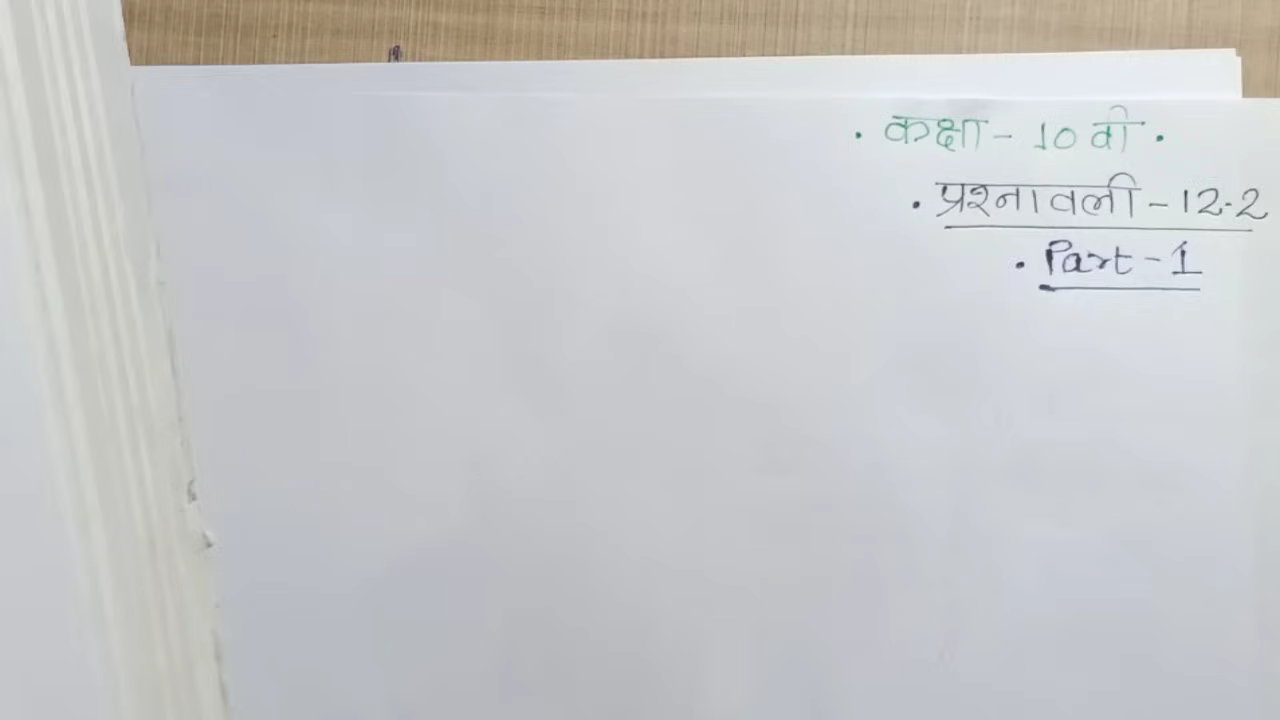 . कक्षा - 10 वी .
. प्रश्नावली - 12.2
. Part - 1